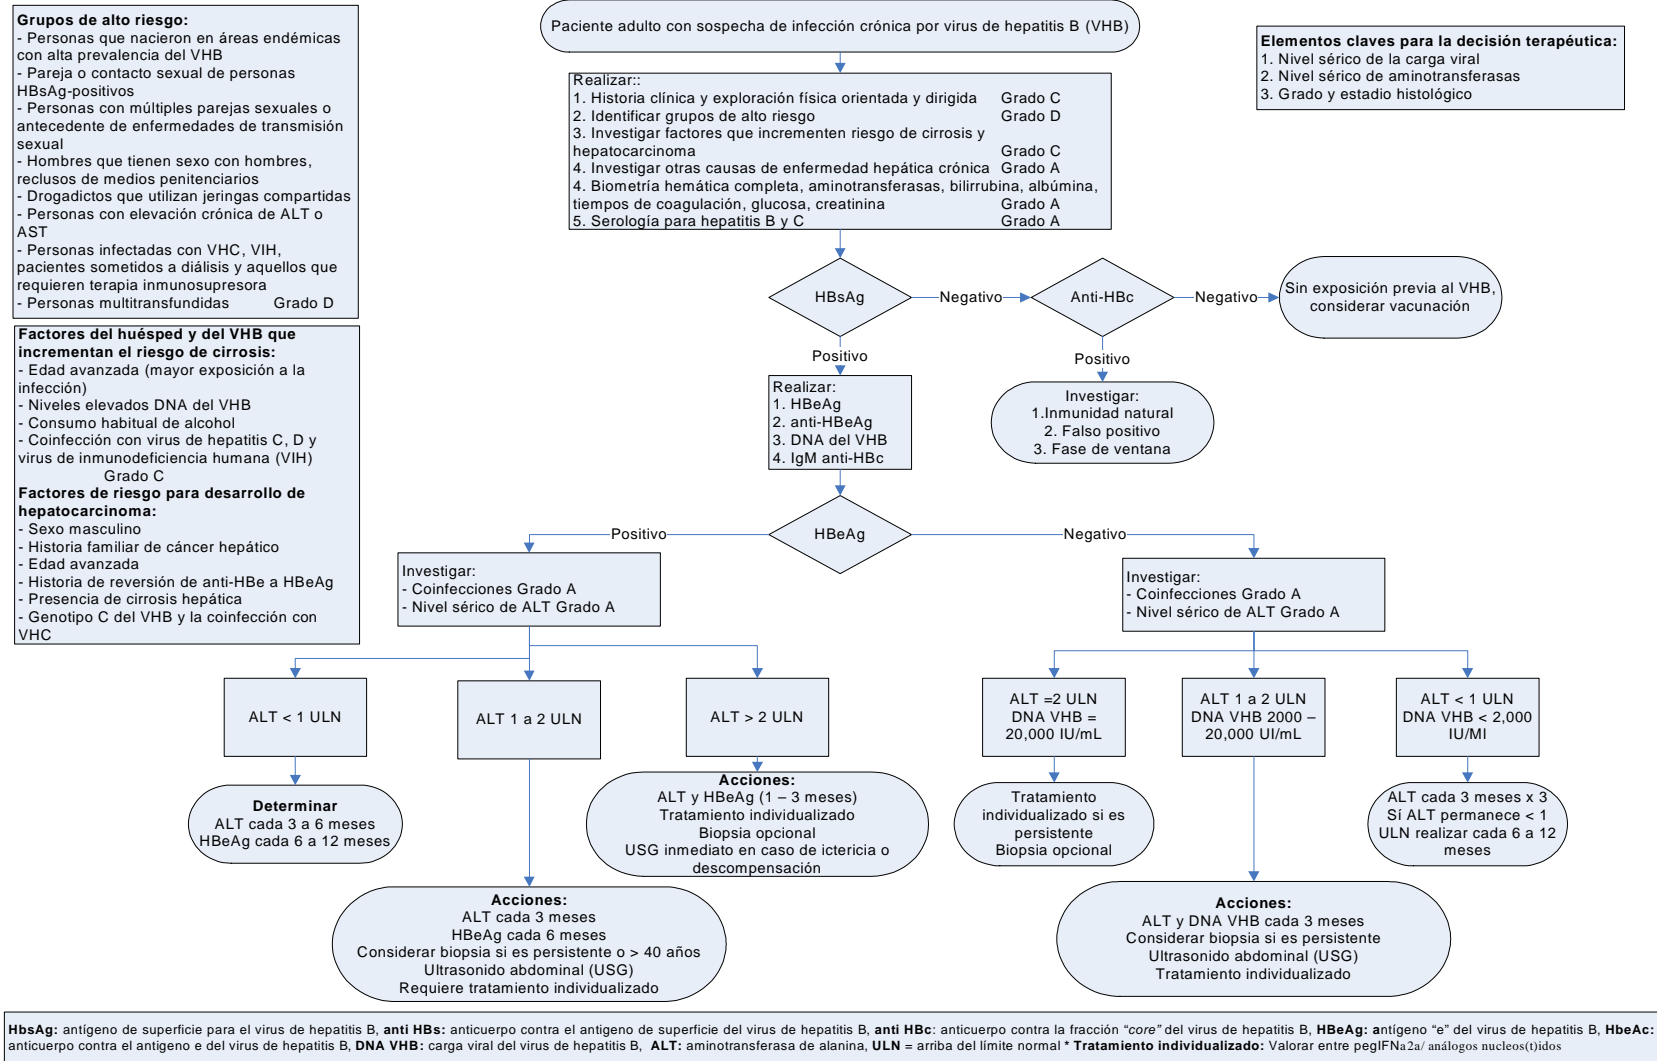 Grupos de alto riesgo:
- Personas que nacieron en áreas endémicas
con alta prevalencia del VHB
- Pareja o contacto sexual de personas
HBsAg-positivos
- Personas con múltiples parejas sexuales o
antecedente de enfermedades de transmisión
sexual
- Hombres que tienen sexo con hombres,
reclusos de medios penitenciarios
- Drogadictos que utilizan jeringas compartidas
- Personas con elevación crónica de ALT o
AST
- Personas infectadas con VHC, VIH,
pacientes sometidos a diálisis y aquellos que
requieren terapia inmunosupresora
- Personas multitransfundidas Grado D
Factores del huésped y del VHB que
incrementan el riesgo de cirrosis:
- Edad avanzada (mayor exposición a la
infección)
- Niveles elevados DNA del VHB
- Consumo habitual de alcohol
- Coinfección con virus de hepatitis C, D y
virus de inmunodeficiencia humana (VIH)
Grado C
Factores de riesgo para desarrollo de
hepatocarcinoma:
- Sexo masculino
- Historia familiar de cáncer hepático
- Edad avanzada
- Historia de reversión de anti-HBe a HBeAg
- Presencia de cirrosis hepática
- Genotipo C del VHB y la coinfección con
VHC
Paciente adulto con sospecha de infección crónica por virus de hepatitis B (VHB)
Elementos claves para la decisión terapéutica:
1. Nivel sérico de la carga viral
2. Nivel sérico de aminotransferasas
3. Grado y estadio histológico
Realizar::
1. Historia clínica y exploración física orientada y dirigida Grado C
2. Identificar grupos de alto riesgo Grado D
3. Investigar factores que incrementen riesgo de cirrosis y
hepatocarcinoma Grado C
4. Investigar otras causas de enfermedad hepática crónica Grado A
4. Biometría hemática completa, aminotransferasas, bilirrubina, albúmina,
tiempos de coagulación, glucosa, creatinina Grado A
5. Serología para hepatitis B y C Grado A
HBsAg
Negativo
Anti-HBc
Negativo
Sin exposición previa al VHB,
considerar vacunación
Positivo
Positivo
Realizar:
1. HBeAg
2. anti-HBeAg
3. DNA del VHB
4. IgM anti-HBc
Investigar:
1.Inmunidad natural
2. Falso positivo
3. Fase de ventana
HBeAg
Positivo
Negativo
Investigar:
- Coinfecciones Grado A
- Nivel sérico de ALT Grado A
Investigar:
- Coinfecciones Grado A
- Nivel sérico de ALT Grado A
ALT < 1 ULN
ALT 1 a 2 ULN
ALT > 2 ULN
ALT =2 ULN
DNA VHB =
20,000 IU/mL
ALT 1 a 2 ULN
DNA VHB 2000 –
20,000 UI/mL
ALT < 1 ULN
DNA VHB < 2,000
IU/Ml
Determinar
ALT cada 3 a 6 meses
HBeAg cada 6 a 12 meses
Acciones:
ALT y HBeAg (1 – 3 meses)
Tratamiento individualizado
Biopsia opcional
USG inmediato en caso de ictericia o
descompensación
Tratamiento
individualizado si es
persistente
Biopsia opcional
ALT cada 3 meses x 3
Sí ALT permanece < 1
ULN realizar cada 6 a 12
meses
Acciones:
ALT cada 3 meses
HBeAg cada 6 meses
Considerar biopsia si es persistente o > 40 años
Ultrasonido abdominal (USG)
Requiere tratamiento individualizado
Acciones:
ALT y DNA VHB cada 3 meses
Considerar biopsia si es persistente
Ultrasonido abdominal (USG)
Tratamiento individualizado
HbsAg: antígeno de superficie para el virus de hepatitis B, anti HBs: anticuerpo contra el antigeno de superficie del virus de hepatitis B, anti HBc: anticuerpo contra la fracción "core" del virus de hepatitis B, HBeAg: antígeno "e" del virus de hepatitis B, HbeAc:
anticuerpo contra el antigeno e del virus de hepatitis B, DNA VHB: carga viral del virus de hepatitis B, ALT: aminotransferasa de alanina, ULN = arriba del límite normal * Tratamiento individualizado: Valorar entre pegIFNa2a/ análogos nucleos(t)idos